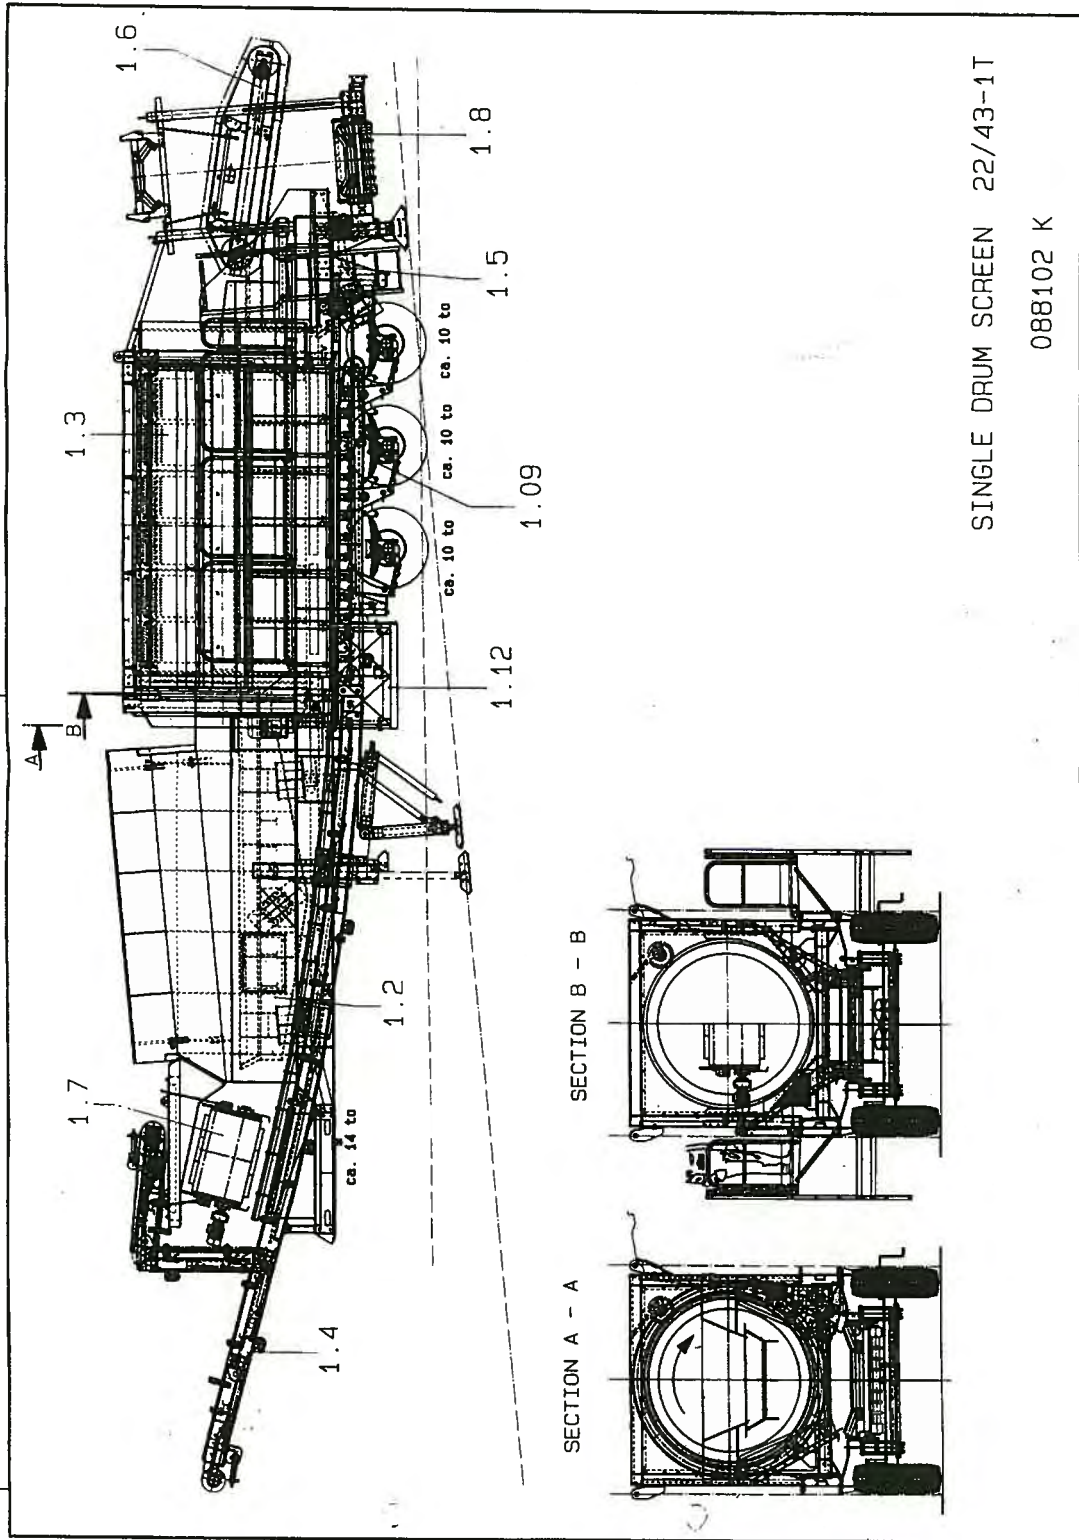 1.6
1.8
1.3
1.5
ca. 10 to
ca. 10 to
ca. 10 to
1.09
1.12
A
B
1.2
1.7
ca. 14 to
1.4
SECTION A - A
SECTION B - B
SINGLE DRUM SCREEN 22/43-1T
088102 K